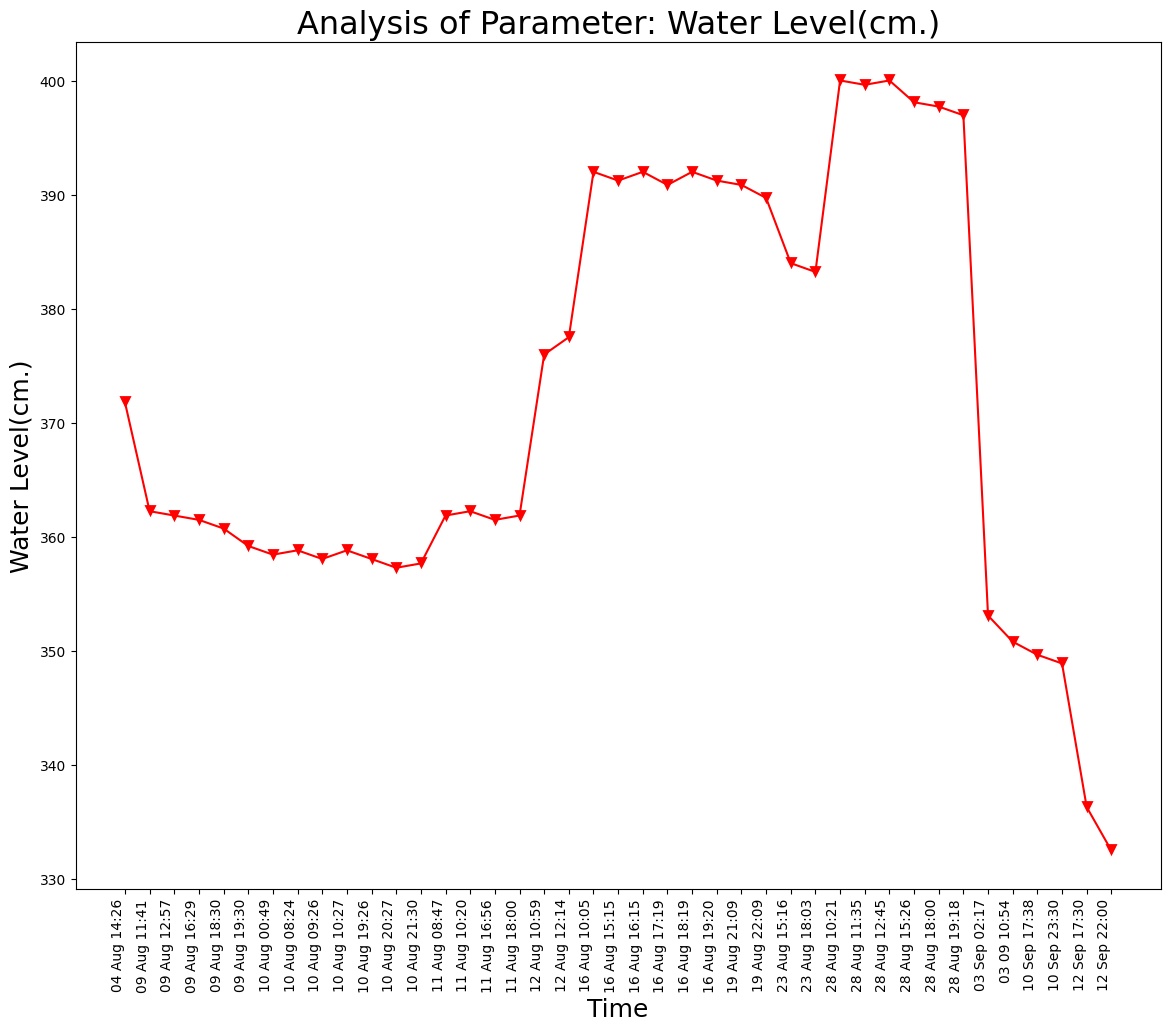 Analysis of Parameter: Water Level(cm.)
Water Level(cm.)
400
390
380
370
360
350
340
330
04 Aug 14:26
09 Aug 11:41
09 Aug 12:57
09 Aug 16:29
09 Aug 18:30
09 Aug 19:30
10 Aug 00:49
10 Aug 08:24
10 Aug 09:26
10 Aug 10:27
10 Aug 19:26
10 Aug 20:27
10 Aug 21:30
11 Aug 08:47
11 Aug 10:20
11 Aug 16:56
11 Aug 18:00
12 Aug 10:59
12 Aug 12:14
16 Aug 10:05
16 Aug 15:15
16 Aug 16:15
16 Aug 17:19
16 Aug 18:19
16 Aug 19:20
19 Aug 21:09
19 Aug 22:09
23 Aug 15:16
23 Aug 18:03
28 Aug 10:21
28 Aug 11:35
28 Aug 12:45
28 Aug 15:26
28 Aug 18:00
28 Aug 19:18
03 Sep 02:17
03 09 10:54
10 Sep 17:38
10 Sep 23:30
12 Sep 17:30
12 Sep 22:00
Time